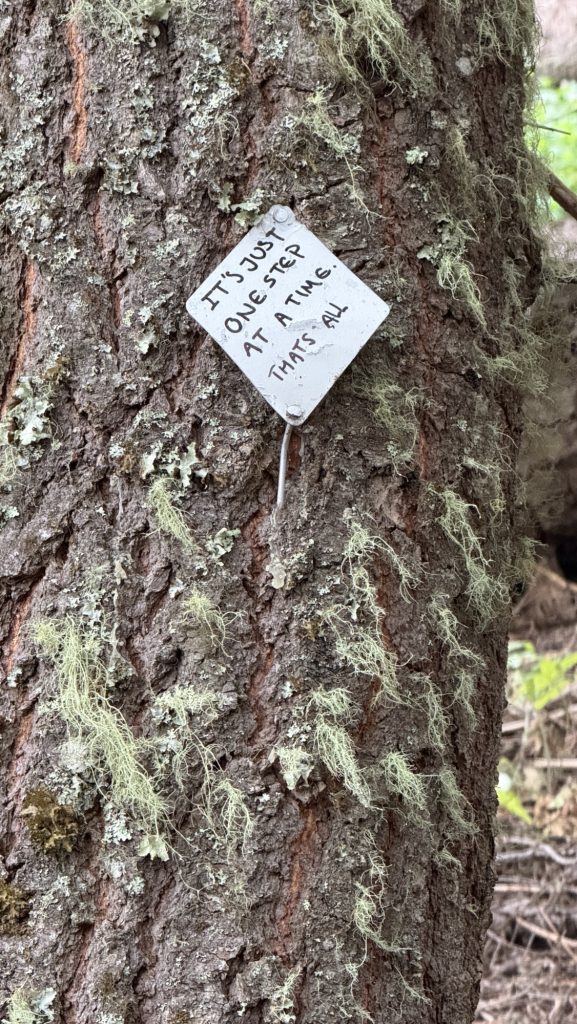 IT'S JUST
ONE STEP
AT A TIME.
THATS ALL